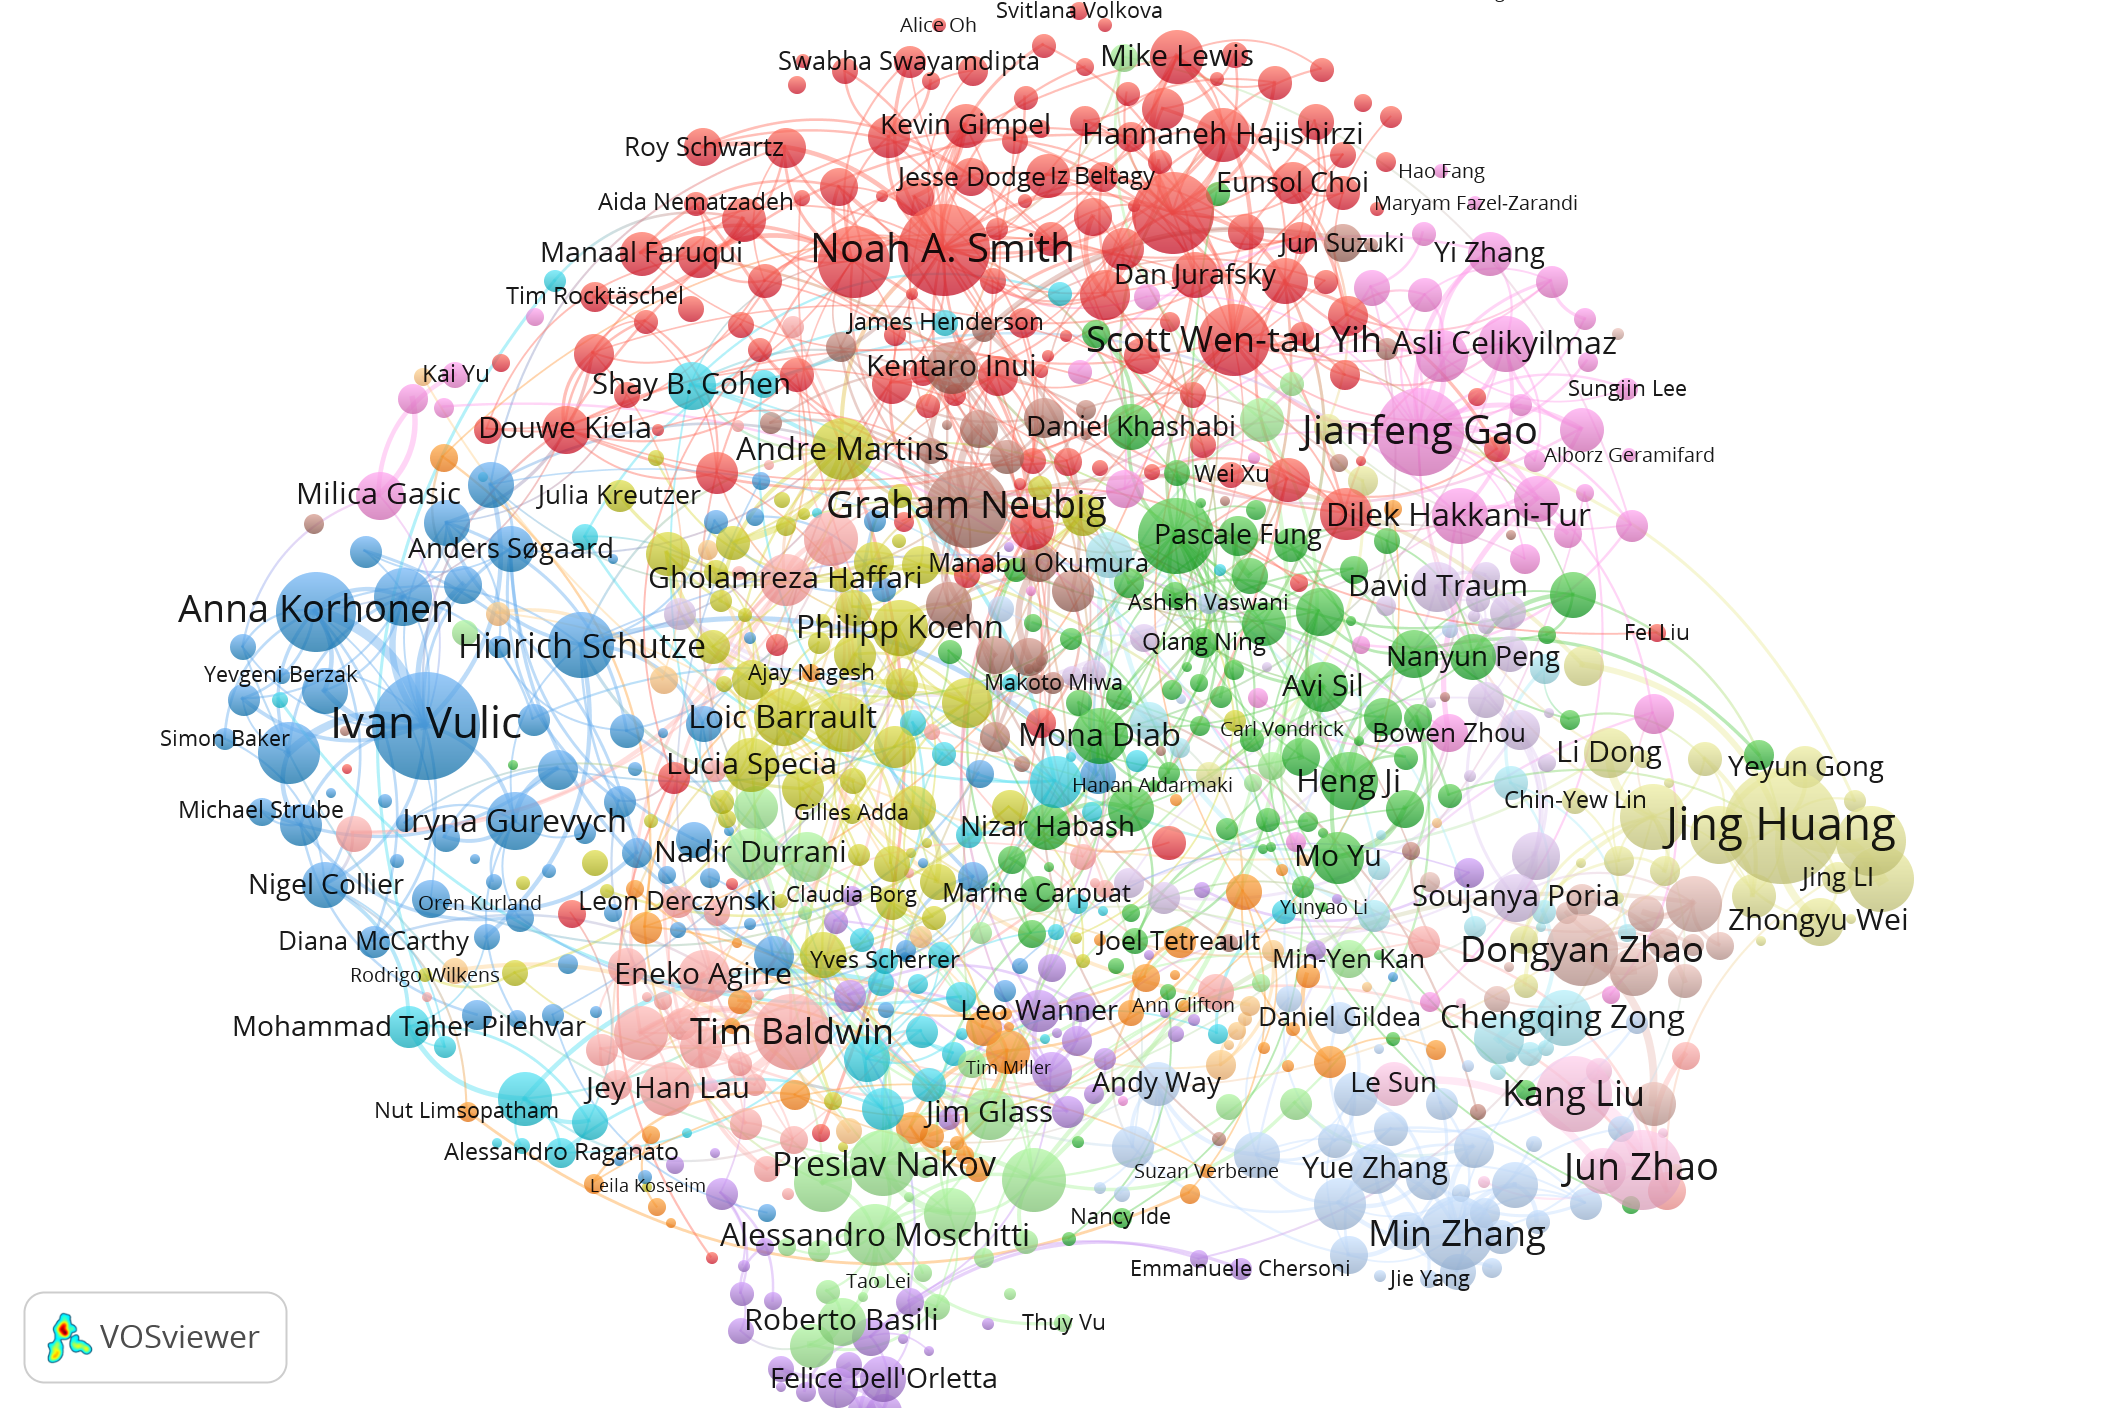 Svitlana Volkova
Alice Oh
Swabha Swayamdipta
Mike Lewis
Kevin Gimpel
Hannaneh Hajishirzi
Roy Schwartz
Jesse Dodge
Iz Beltagy
Eunsol Choi
Hao Fang
Aida Nematzadeh
Maryam Fazel-Zarandi
Manaal Faruqui
Noah A. Smith
Jun Suzuki
Yi Zhang
Dan Jurafsky
Tim Rocktäschel
James Henderson
Scott Wen-tau Yih
Asli Celikyilmaz
Kentaro Inui
Kai Yu
Shay B. Cohen
Sungjin Lee
Douwe Kiela
Daniel Khashabi
Jianfeng Gao
Andre Martins
Alborz Geramifard
Wei Xu
Milica Gasic
Julia Kreutzer
Graham Neubig
Dilek Hakkani-Tur
Pascale Fung
Anders Søgaard
Manabu Okumura
Gholamreza Haffari
David Traum
Anna Korhonen
Ashish Vaswani
Philipp Koehn
Fei Liu
Hinrich Schutze
Qiang Ning
Nanyun Peng
Yevgeni Berzak
Ajay Nagesh
Makoto Miwa
Avi Sil
Ivan Vulic
Loic Barrault
Mona Diab
Carl Vondrick
Bowen Zhou
Simon Baker
Li Dong
Lucia Specia
Yeyun Gong
Hanan Aldarmaki
Heng Ji
Chin-Yew Lin
Michael Strube
Iryna Gurevych
Gilles Adda
Nizar Habash
Jing Huang
Nadir Durrani
Mo Yu
Jing LI
Nigel Collier
Oren Kurland
Leon Derczynski
Claudia Borg
Marine Carpuat
Yunyao Li
Soujanya Poria
Zhongyu Wei
Diana McCarthy
Joel Tetreault
Dongyan Zhao
Rodrigo Wilkens
Eneko Agirre
Yves Scherrer
Min-Yen Kan
Mohammad Taher Pilehvar
Tim Baldwin
Leo Wanner
Ann Clifton
Daniel Gildea
Chengqing Zong
Tim Miller
Jey Han Lau
Andy Way
Le Sun
Kang Liu
Nut Limsopatham
Jim Glass
Alessandro Raganato
Preslav Nakov
Suzan Verberne
Yue Zhang
Jun Zhao
Leila Kosseim
Nancy Ide
Alessandro Moschitti
Min Zhang
Emmanuele Chersoni
Jie Yang
Tao Lei
Roberto Basili
Thuy Vu
VOSviewer
Felice Dell'Orletta